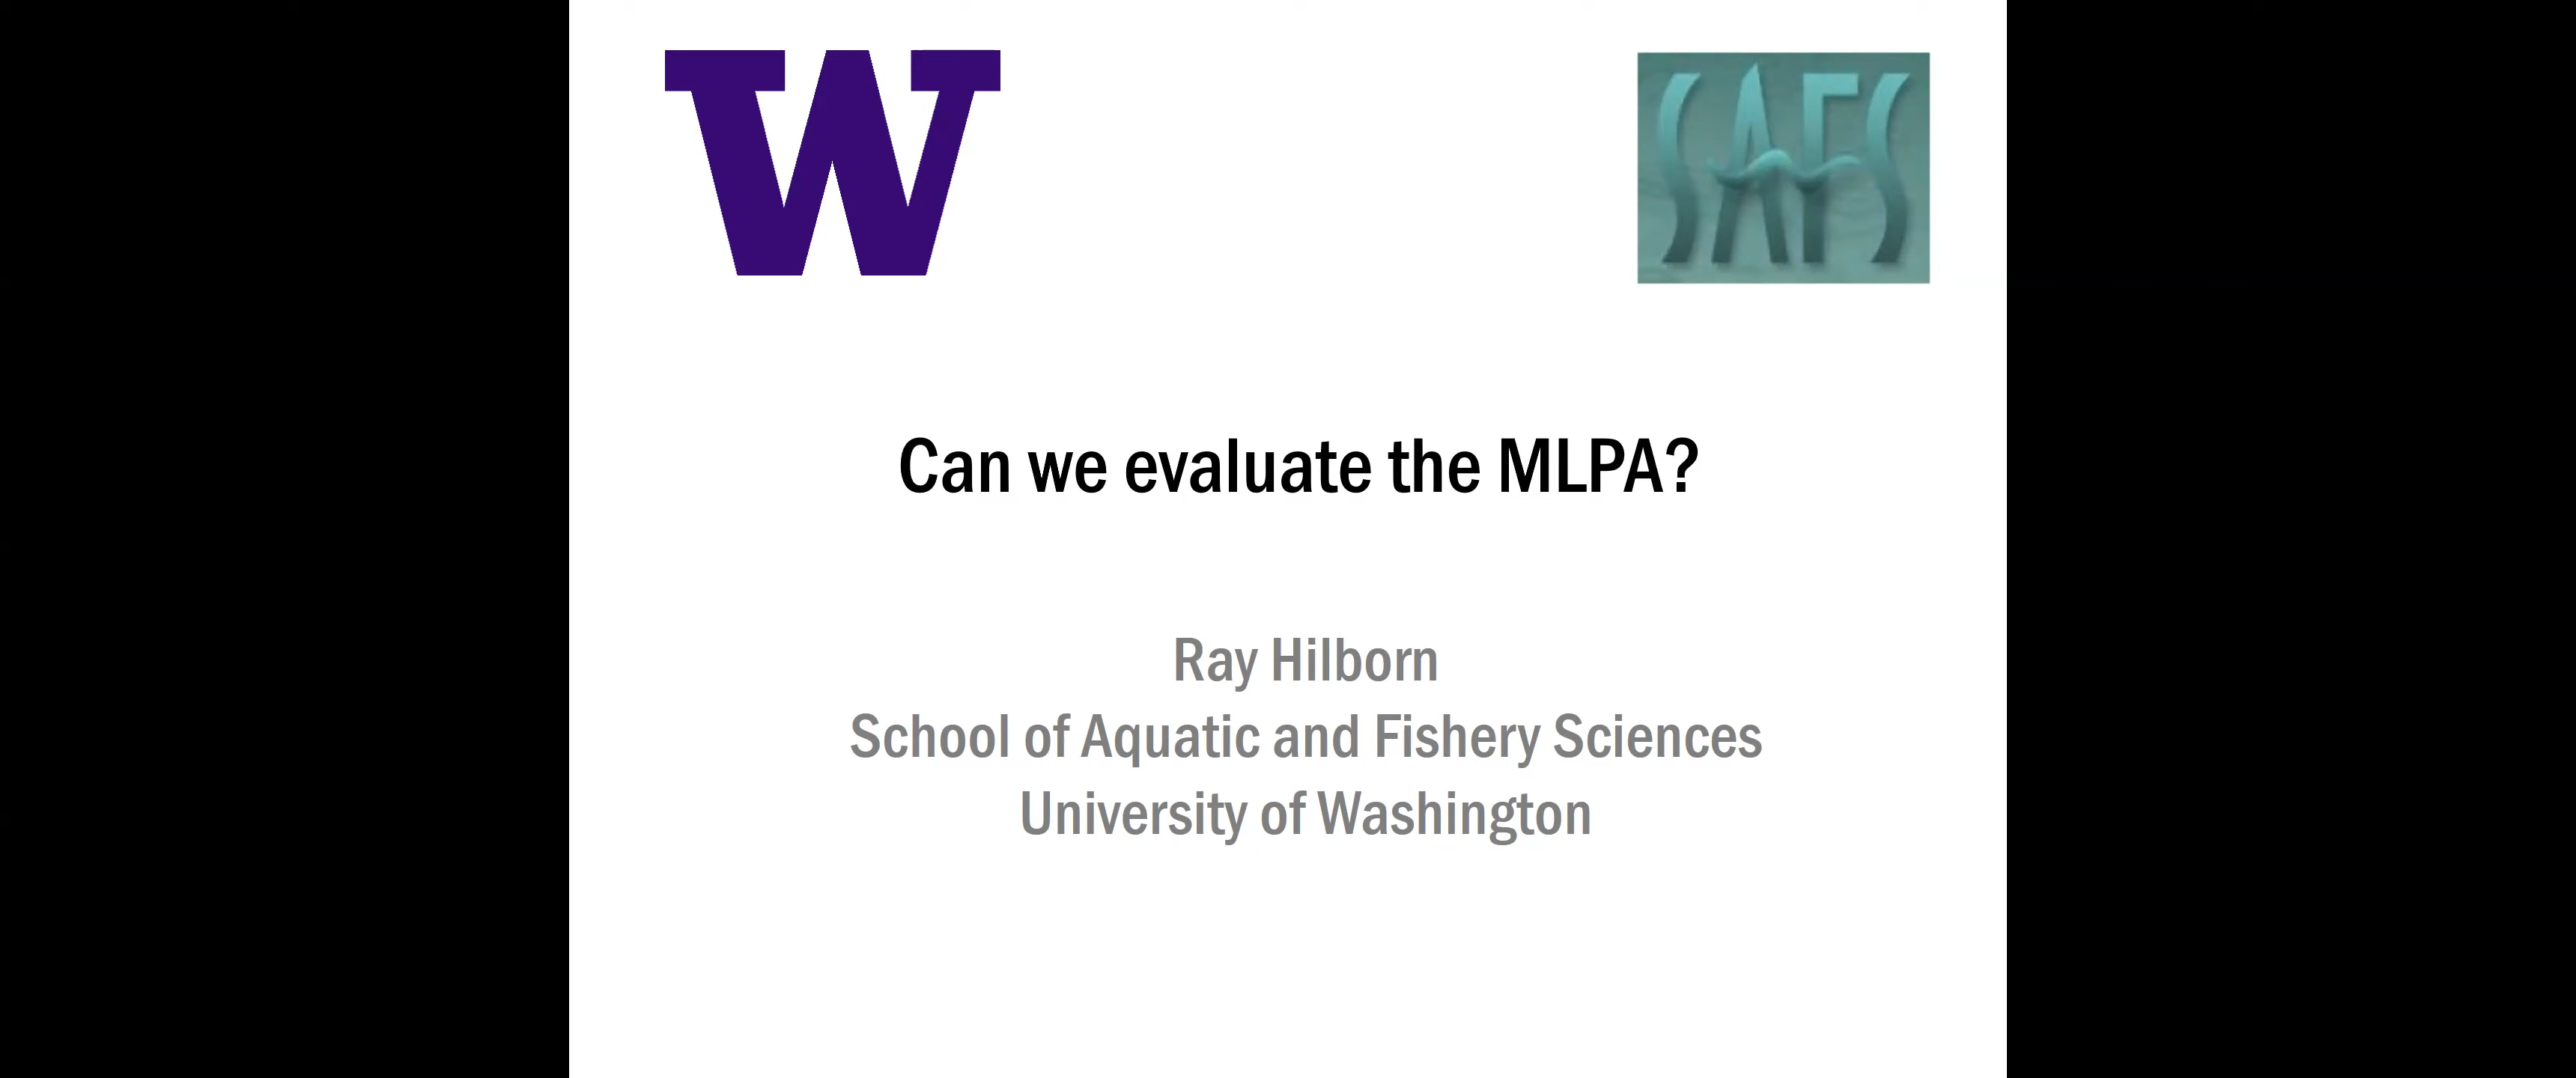 W
SAFS
Can we evaluate the MLPA?
Ray Hilborn
School of Aquatic and Fishery Sciences
University of Washington